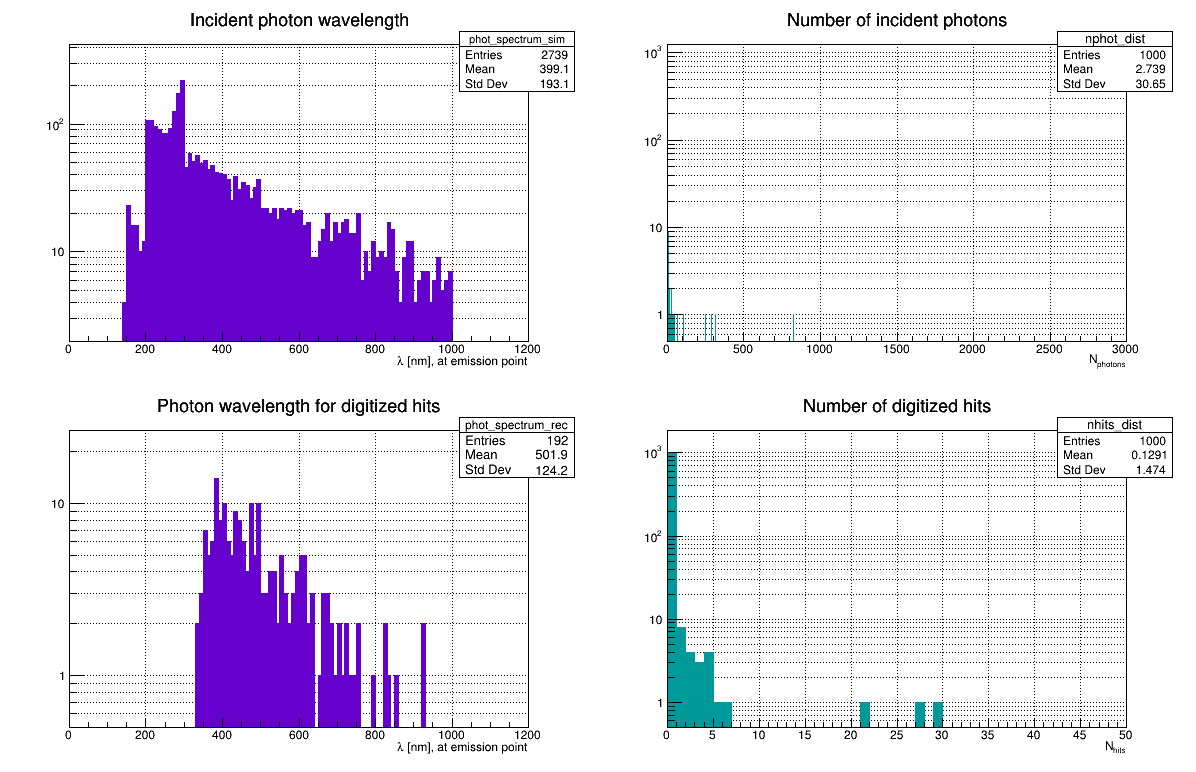 Incident photon wavelength
phot_spectrum_sim
Entries 2739
Mean 399.1
Std Dev 193.1
10²
10
0 200 400 600 800 1000 1200
λ [nm], at emission point
Number of incident photons
nphot_dist
Entries 1000
Mean 2.739
Std Dev 30.65
10³
10²
10
1
0 500 1000 1500 2000 2500 3000
N_photons
Photon wavelength for digitized hits
phot_spectrum_rec
Entries 192
Mean 501.9
Std Dev 124.2
10
1
0 200 400 600 800 1000 1200
λ [nm], at emission point
Number of digitized hits
nhits_dist
Entries 1000
Mean 0.1291
Std Dev 1.474
10³
10²
10
1
0 5 10 15 20 25 30 35 40 45 50
N_hits